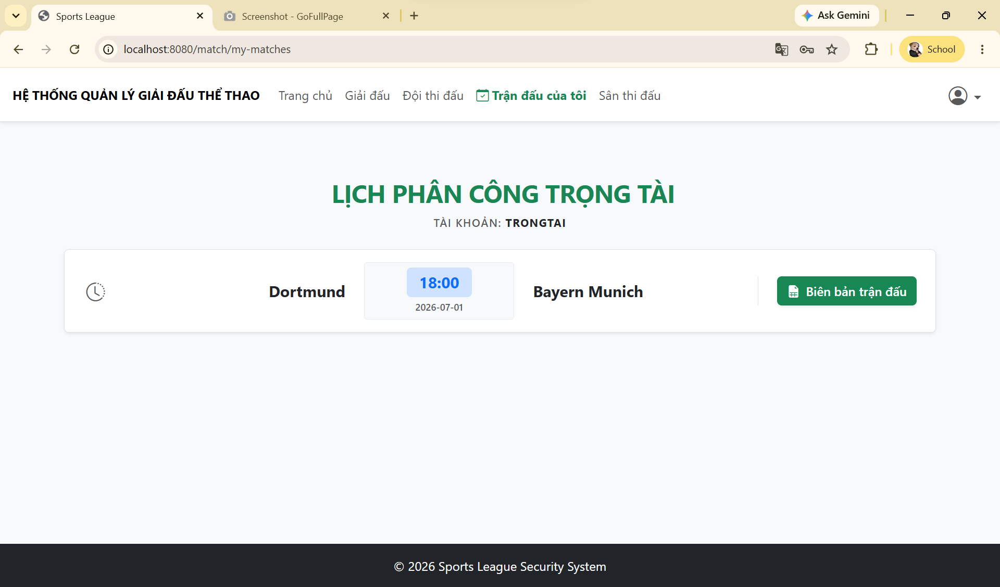 Sports League
Screenshot - GoFullPage
Ask Gemini
localhost:8080/match/my-matches
School
HỆ THỐNG QUẢN LÝ GIẢI ĐẤU THỂ THAO Trang chủ Giải đấu Đội thi đấu Trận đấu của tôi Sân thi đấu
LỊCH PHÂN CÔNG TRỌNG TÀI
TÀI KHOẢN: TRONGTAI
Dortmund
18:00
2026-07-01
Bayern Munich
Biên bản trận đấu
© 2026 Sports League Security System